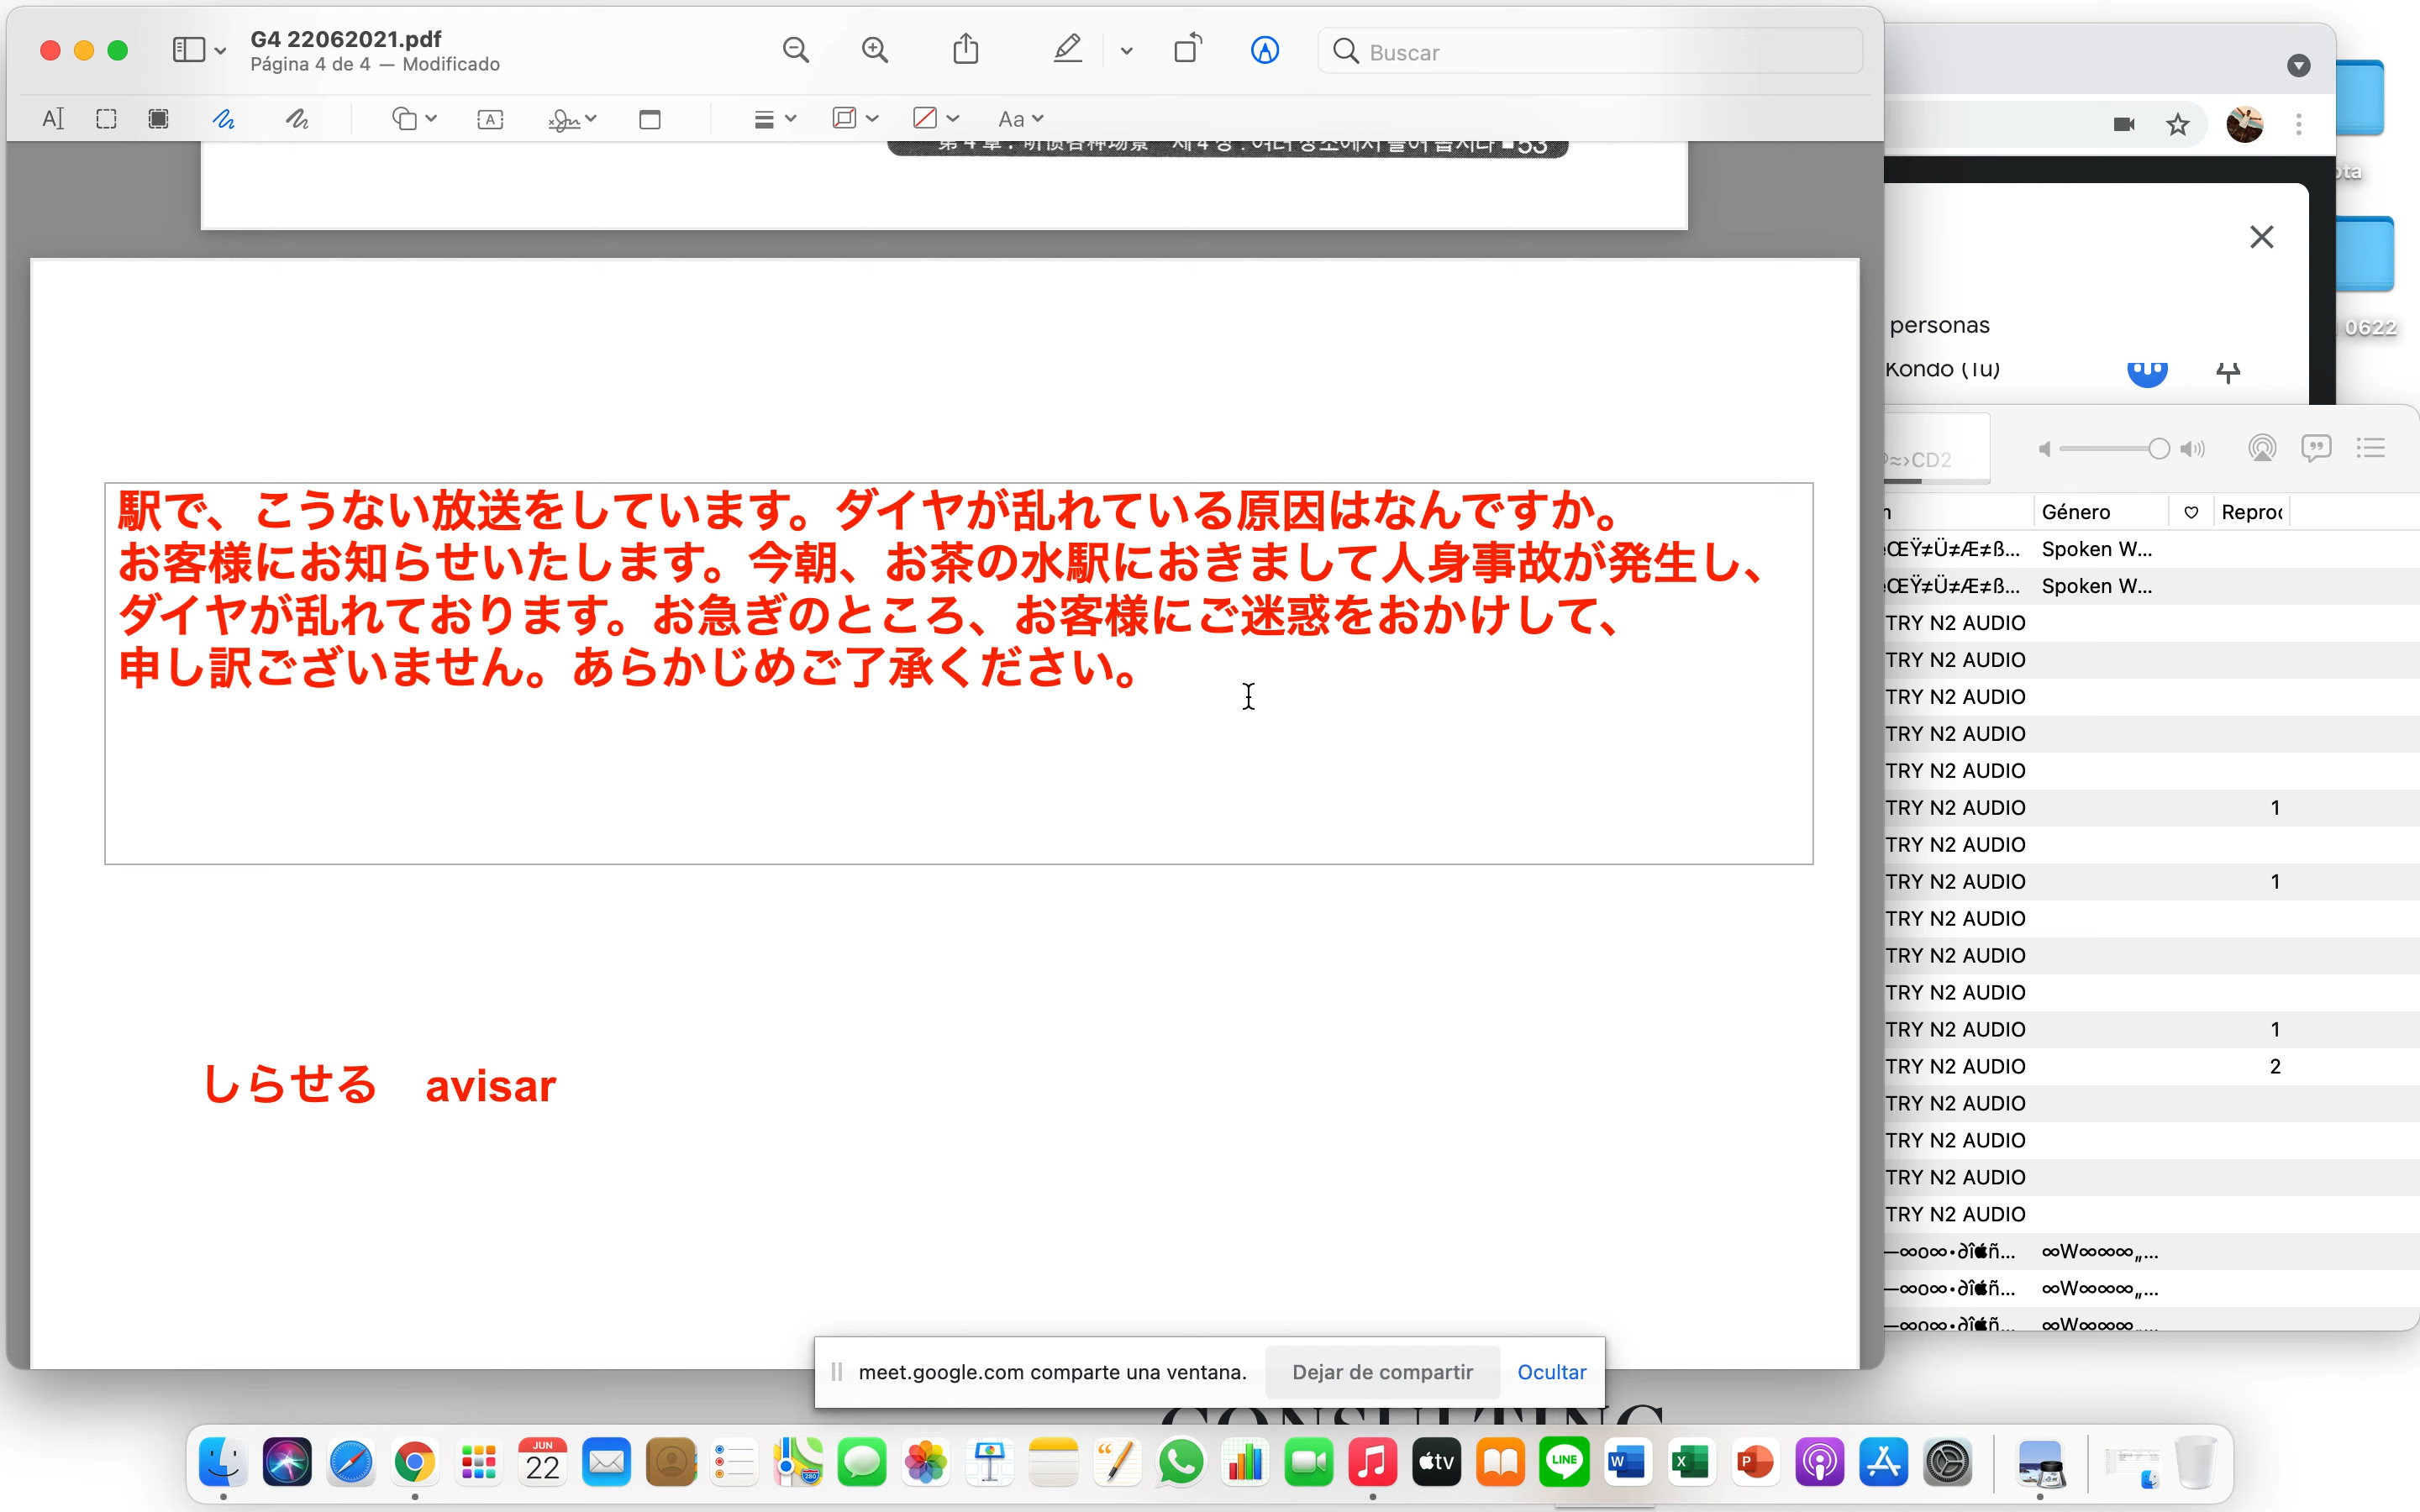 G4 22062021.pdf
Página 4 de 4 — Modificado
Buscar
Aa
53
駅で、こうない放送をしています。ダイヤが乱れている原因はなんですか。
お客様にお知らせいたします。今朝、お茶の水駅におきまして人身事故が発生し、
ダイヤが乱れております。お急ぎのところ、お客様にご迷惑をおかけして、
申し訳ございません。あらかじめご了承ください。
しらせる avisar
personas
Kondo (Tú)
0622
CD2
Género
Spoken W...
Spoken W...
TRY N2 AUDIO
TRY N2 AUDIO
TRY N2 AUDIO
TRY N2 AUDIO
TRY N2 AUDIO
TRY N2 AUDIO 1
TRY N2 AUDIO
TRY N2 AUDIO 1
TRY N2 AUDIO
TRY N2 AUDIO
TRY N2 AUDIO
TRY N2 AUDIO 1
TRY N2 AUDIO 2
TRY N2 AUDIO
TRY N2 AUDIO
TRY N2 AUDIO
TRY N2 AUDIO
meet.google.com comparte una ventana. Dejar de compartir Ocultar
CONSULTING
JUN
22
280
tv
LINE
W
X
P